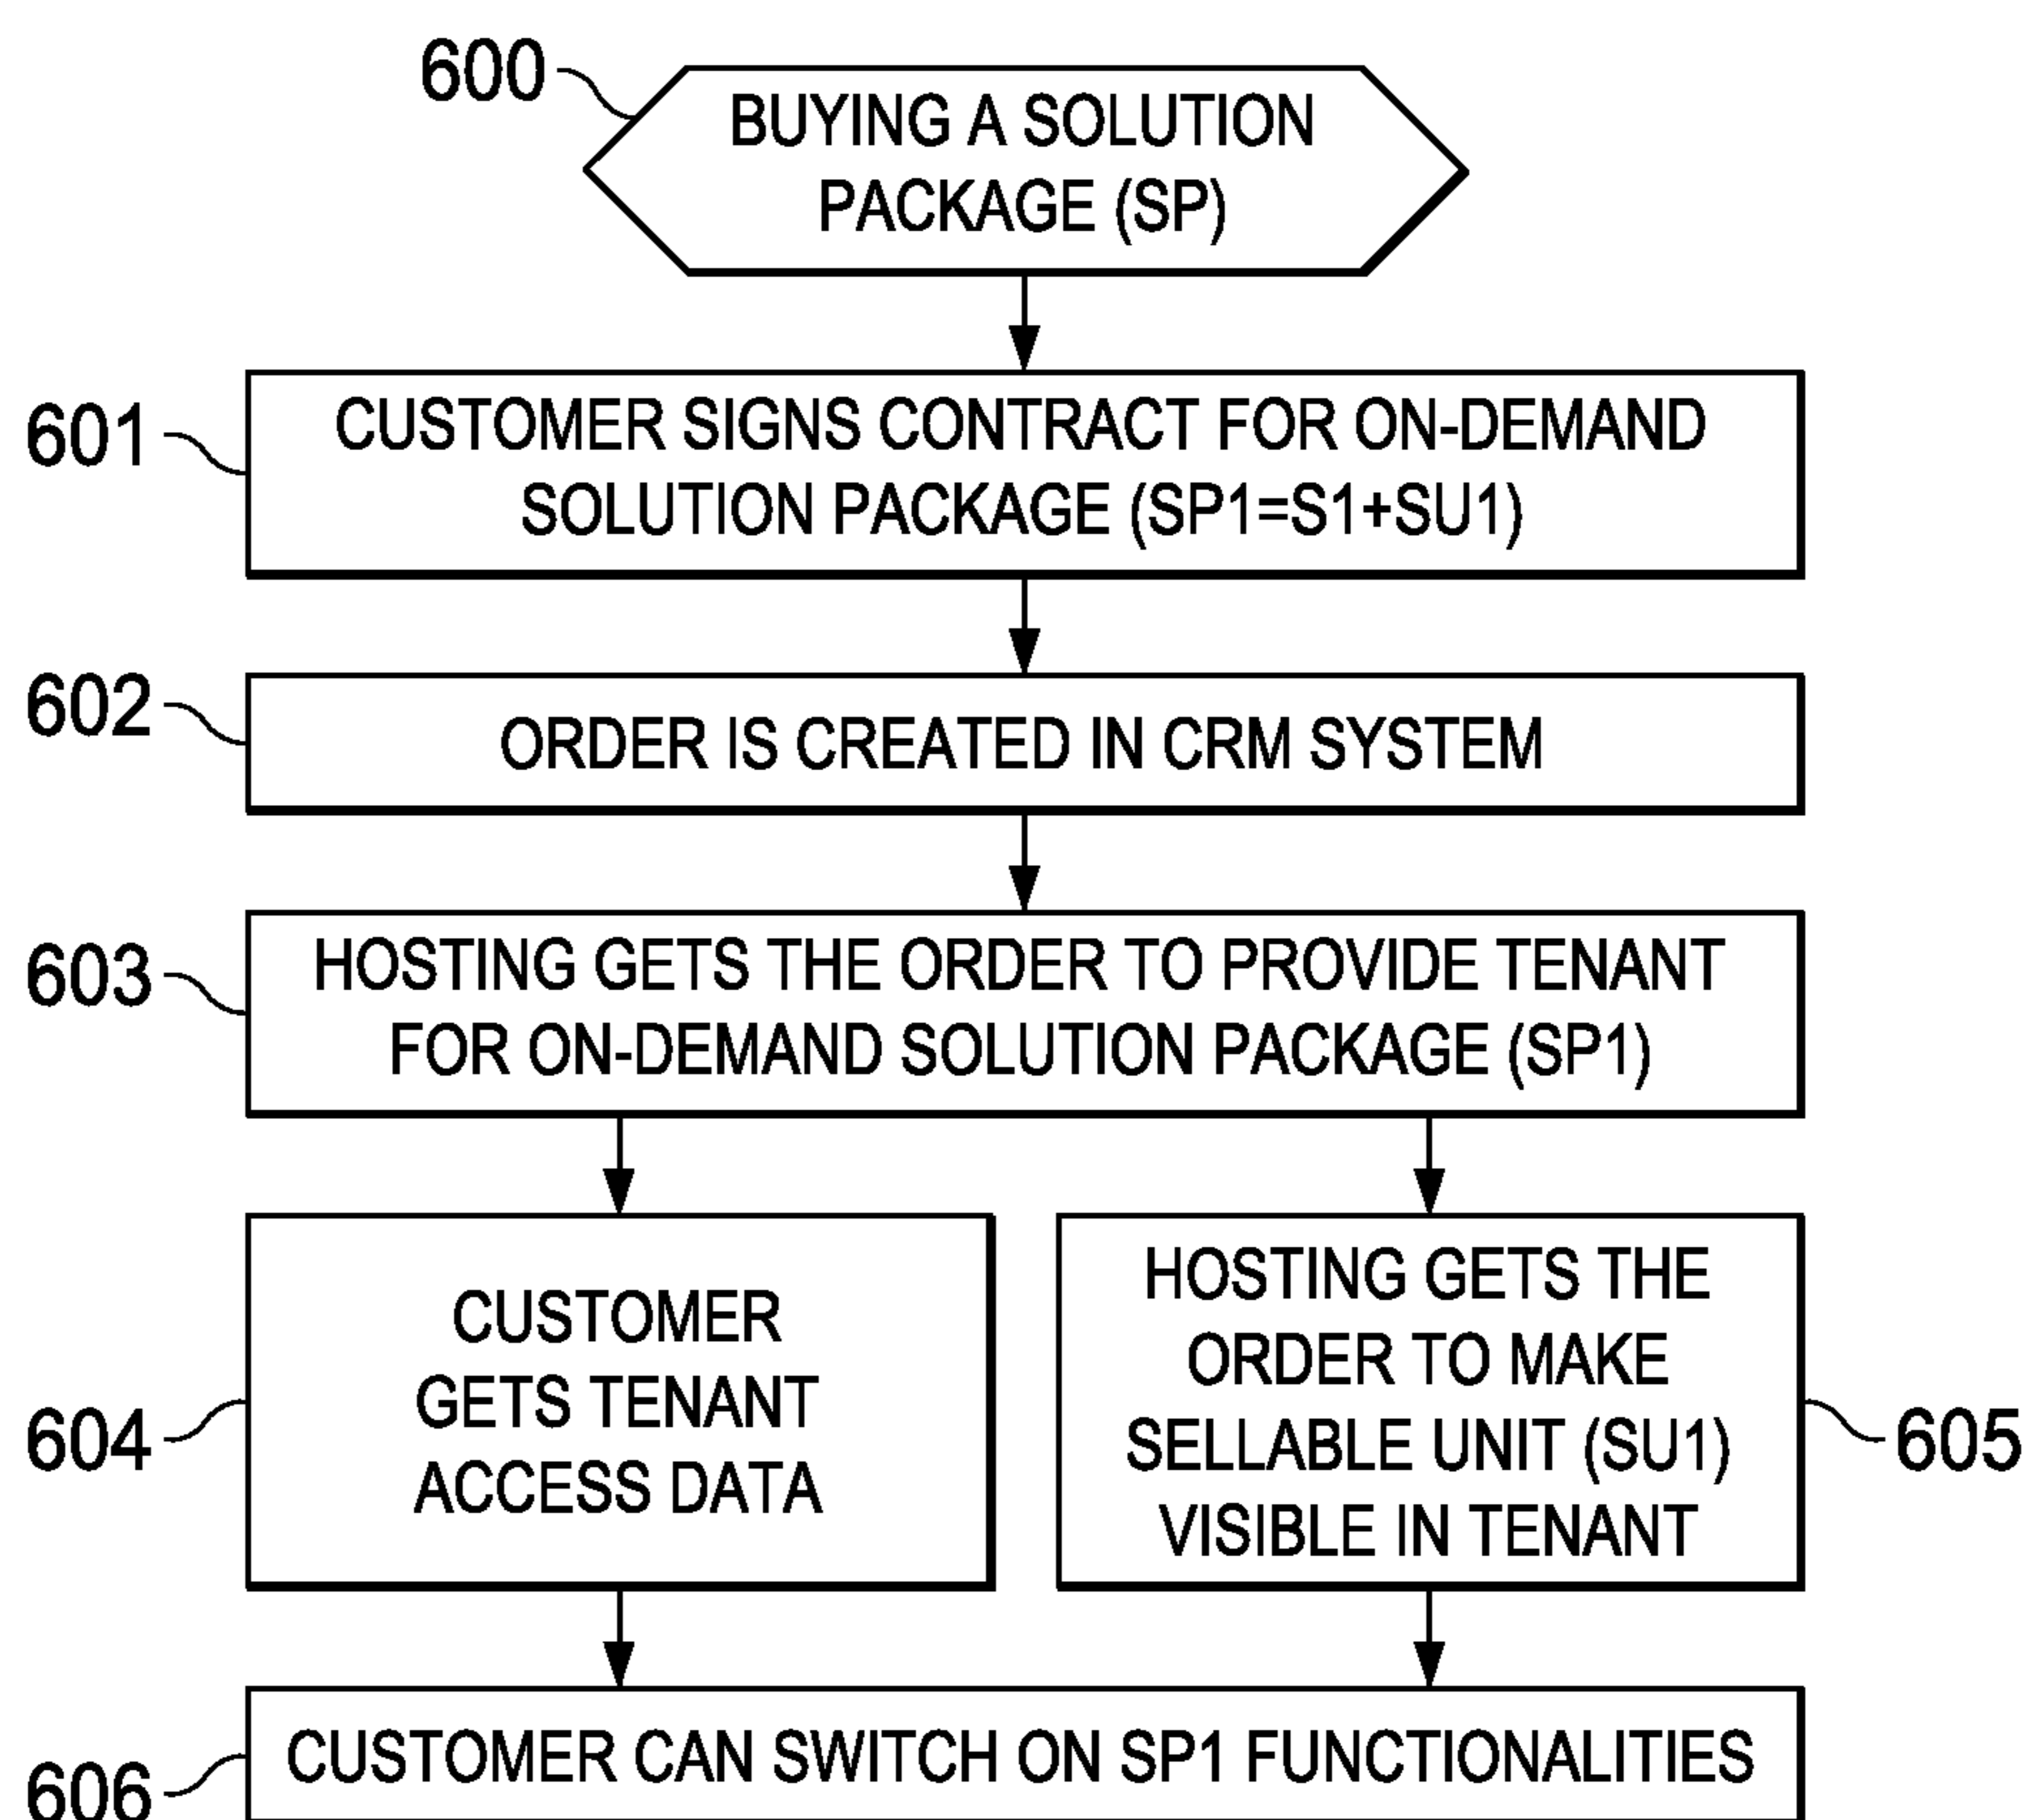 600
BUYING A SOLUTION
PACKAGE (SP)
601
CUSTOMER SIGNS CONTRACT FOR ON-DEMAND
SOLUTION PACKAGE (SP1=S1+SU1)
602
ORDER IS CREATED IN CRM SYSTEM
603
HOSTING GETS THE ORDER TO PROVIDE TENANT
FOR ON-DEMAND SOLUTION PACKAGE (SP1)
604
CUSTOMER
GETS TENANT
ACCESS DATA
HOSTING GETS THE
ORDER TO MAKE
SELLABLE UNIT (SU1)
VISIBLE IN TENANT
605
606
CUSTOMER CAN SWITCH ON SP1 FUNCTIONALITIES